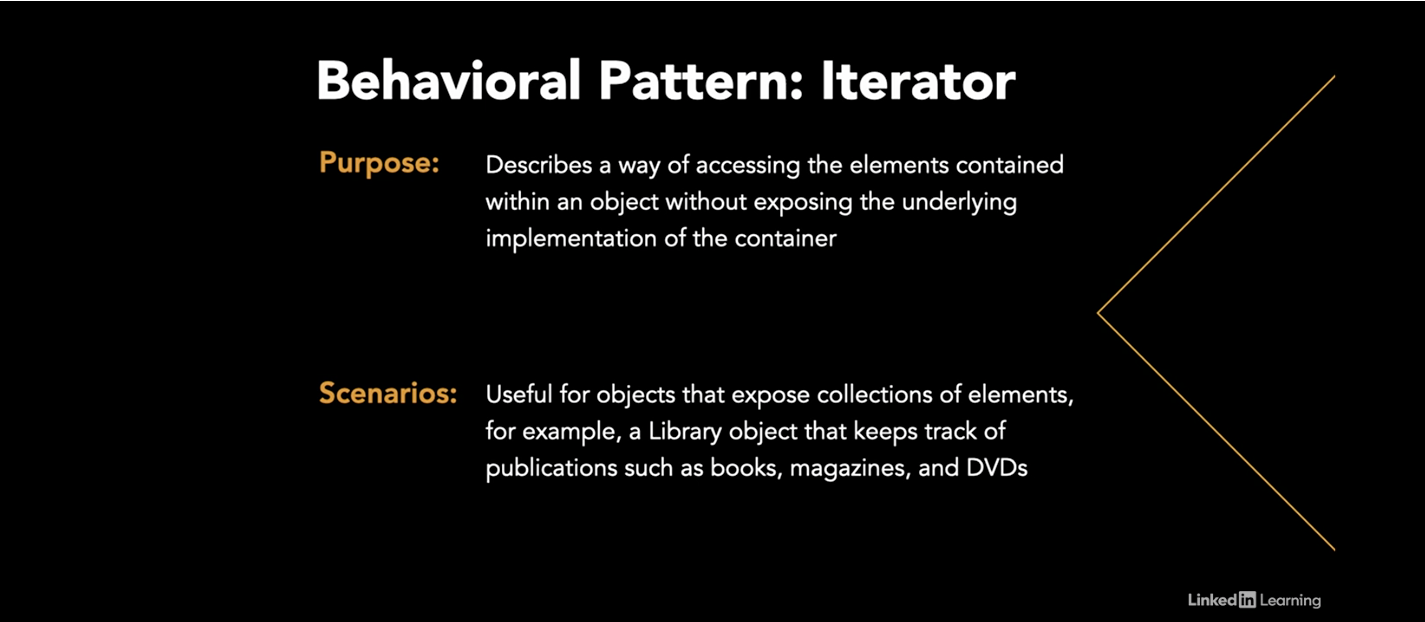 Behavioral Pattern: Iterator
Purpose:
Describes a way of accessing the elements contained
within an object without exposing the underlying
implementation of the container
Scenarios:
Useful for objects that expose collections of elements,
for example, a Library object that keeps track of
publications such as books, magazines, and DVDs
Linked in Learning